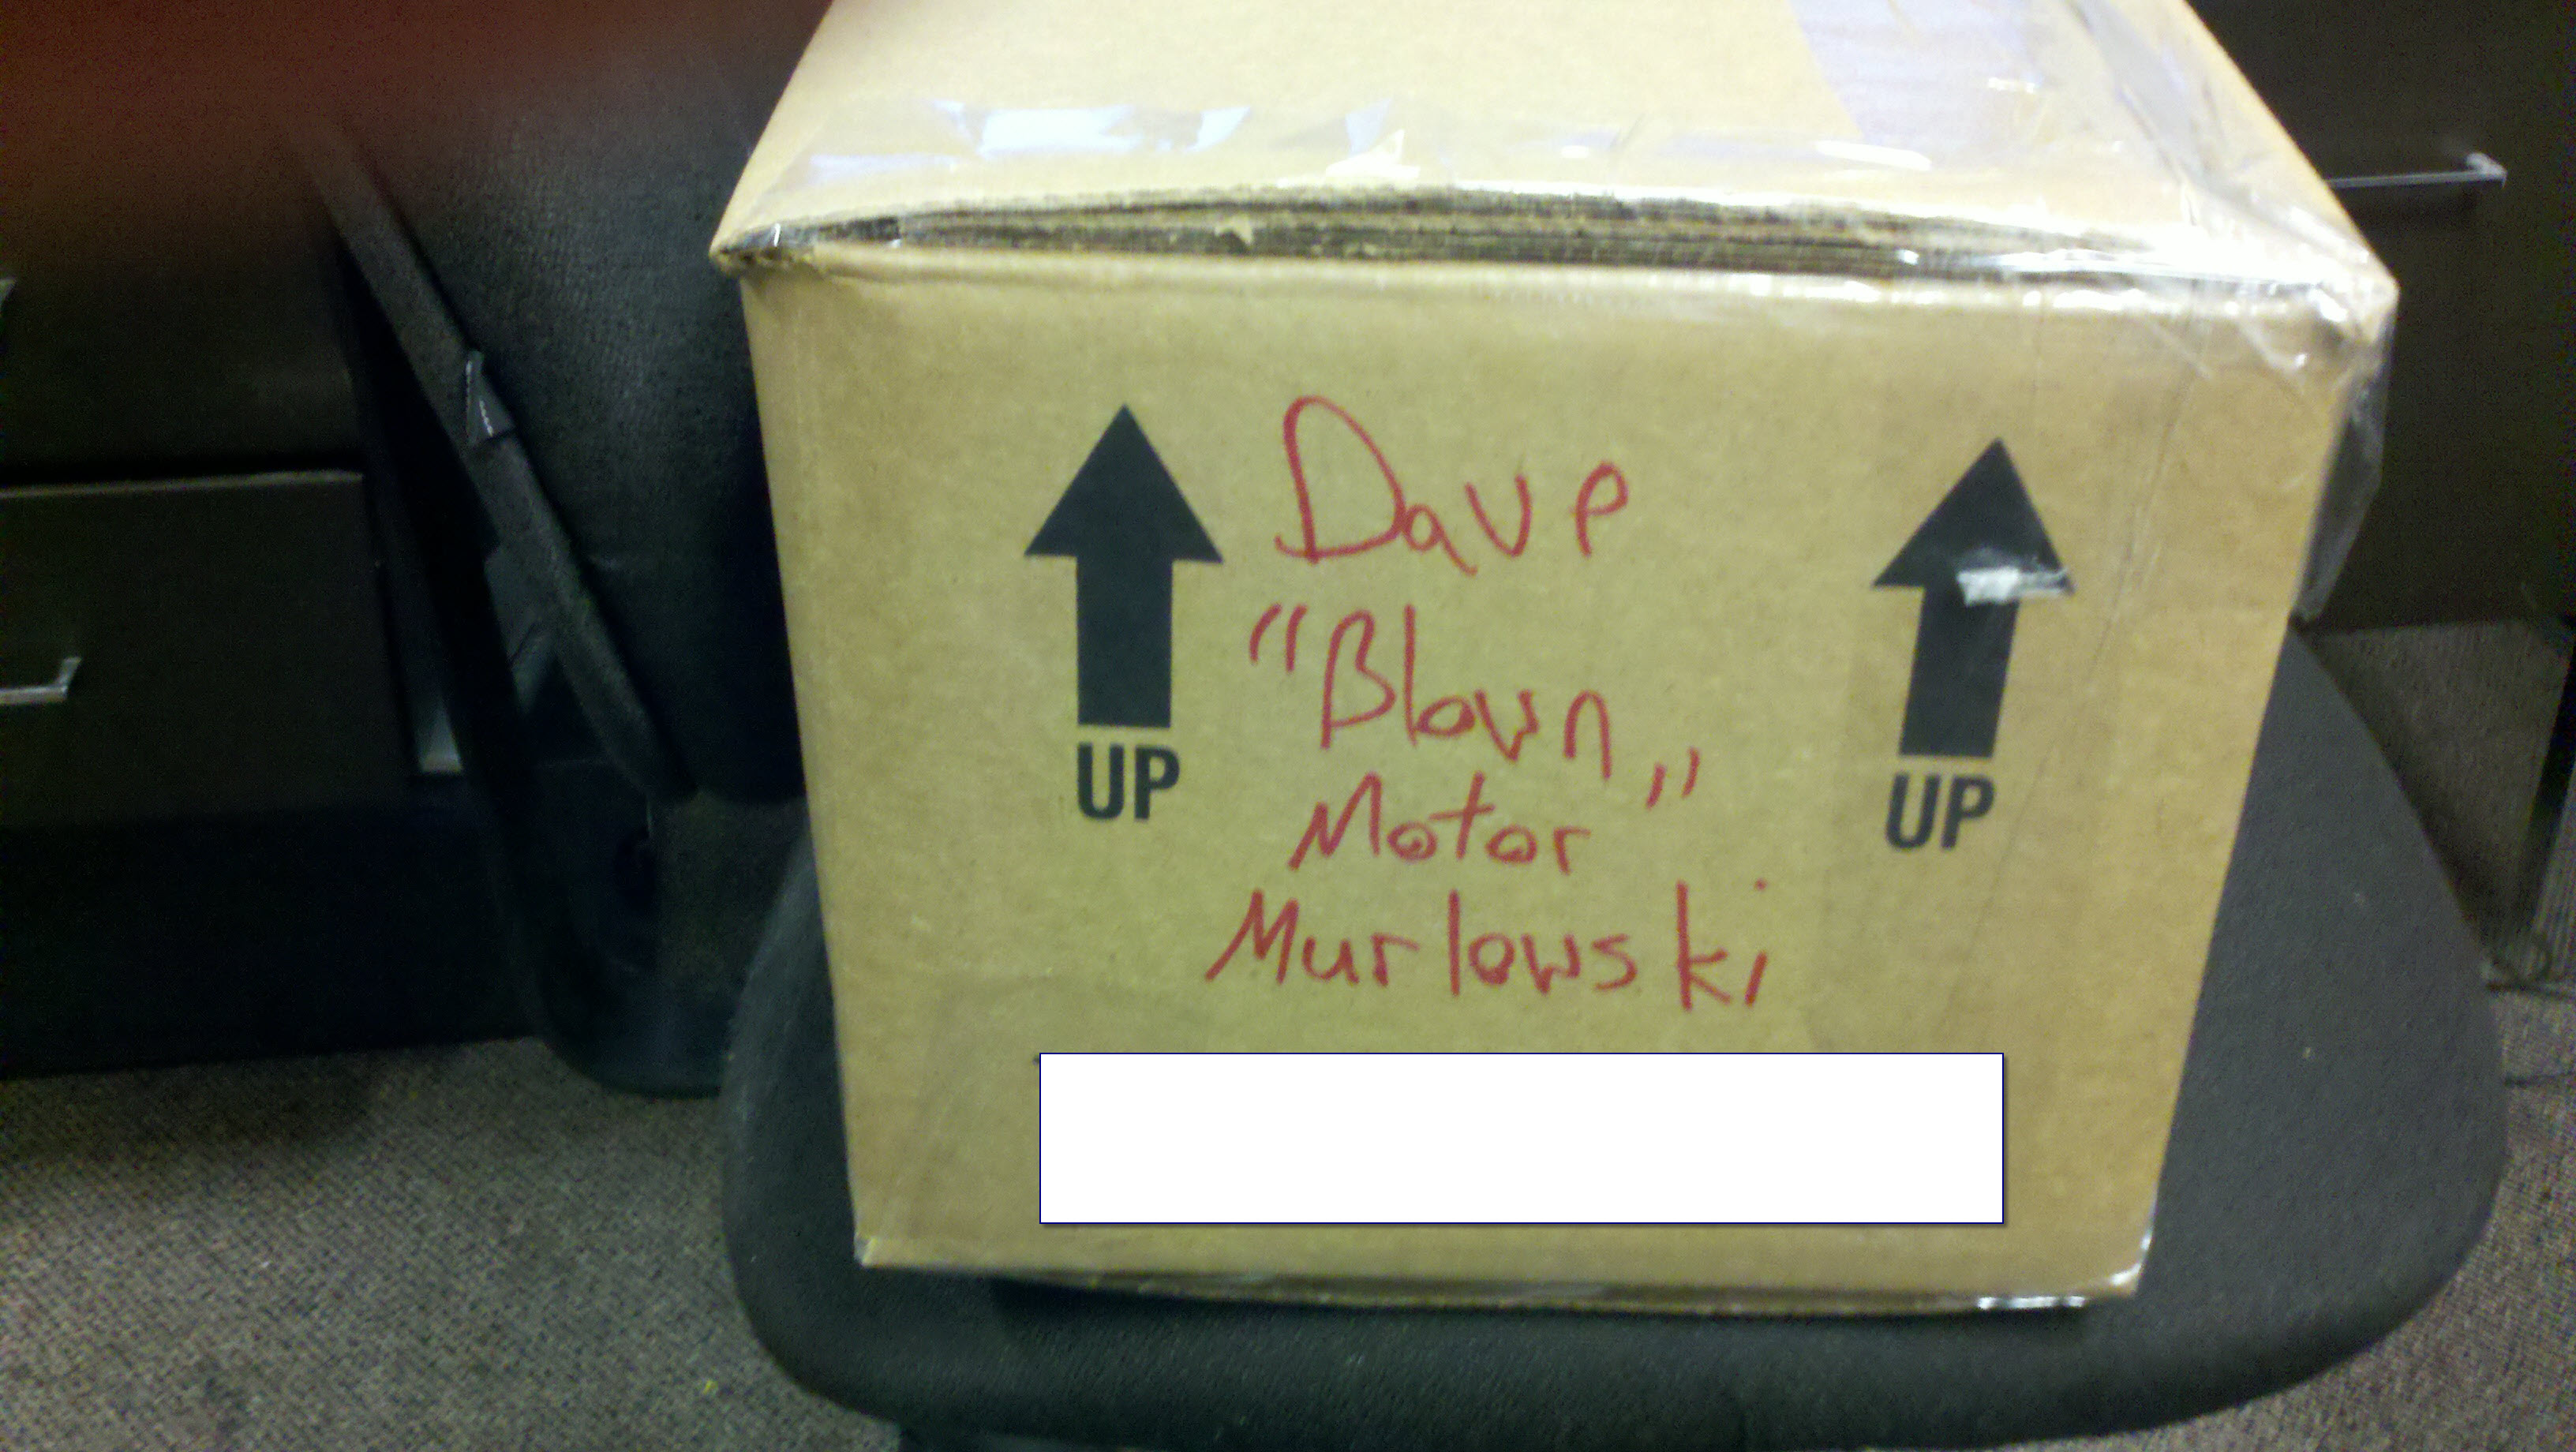 Dave
"Blown"
Motor
Murlowski
UP
UP